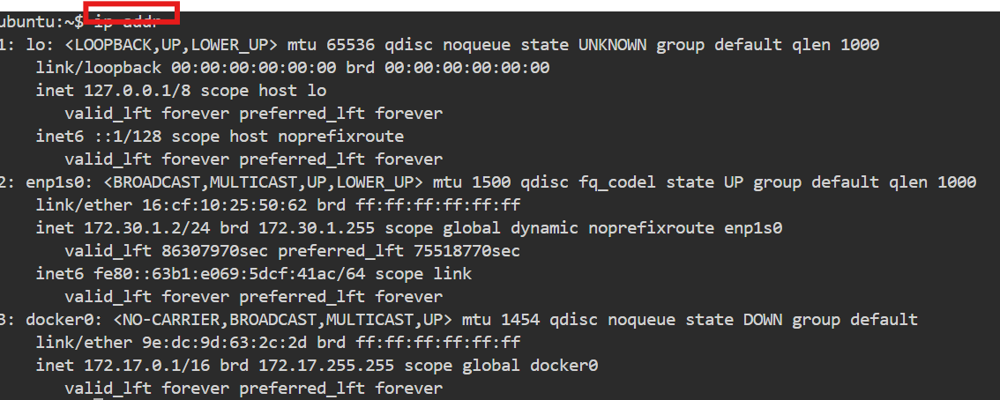 ubuntu:~$ ip addr
1: lo: <LOOPBACK,UP,LOWER_UP> mtu 65536 qdisc noqueue state UNKNOWN group default qlen 1000
    link/loopback 00:00:00:00:00:00 brd 00:00:00:00:00:00
    inet 127.0.0.1/8 scope host lo
       valid_lft forever preferred_lft forever
    inet6 ::1/128 scope host noprefixroute
       valid_lft forever preferred_lft forever
2: enp1s0: <BROADCAST,MULTICAST,UP,LOWER_UP> mtu 1500 qdisc fq_codel state UP group default qlen 1000
    link/ether 16:cf:10:25:50:62 brd ff:ff:ff:ff:ff:ff
    inet 172.30.1.2/24 brd 172.30.1.255 scope global dynamic noprefixroute enp1s0
       valid_lft 86307970sec preferred_lft 75518770sec
    inet6 fe80::63b1:e069:5dcf:41ac/64 scope link
       valid_lft forever preferred_lft forever
3: docker0: <NO-CARRIER,BROADCAST,MULTICAST,UP> mtu 1454 qdisc noqueue state DOWN group default
    link/ether 9e:dc:9d:63:2c:2d brd ff:ff:ff:ff:ff:ff
    inet 172.17.0.1/16 brd 172.17.255.255 scope global docker0
       valid_lft forever preferred_lft forever